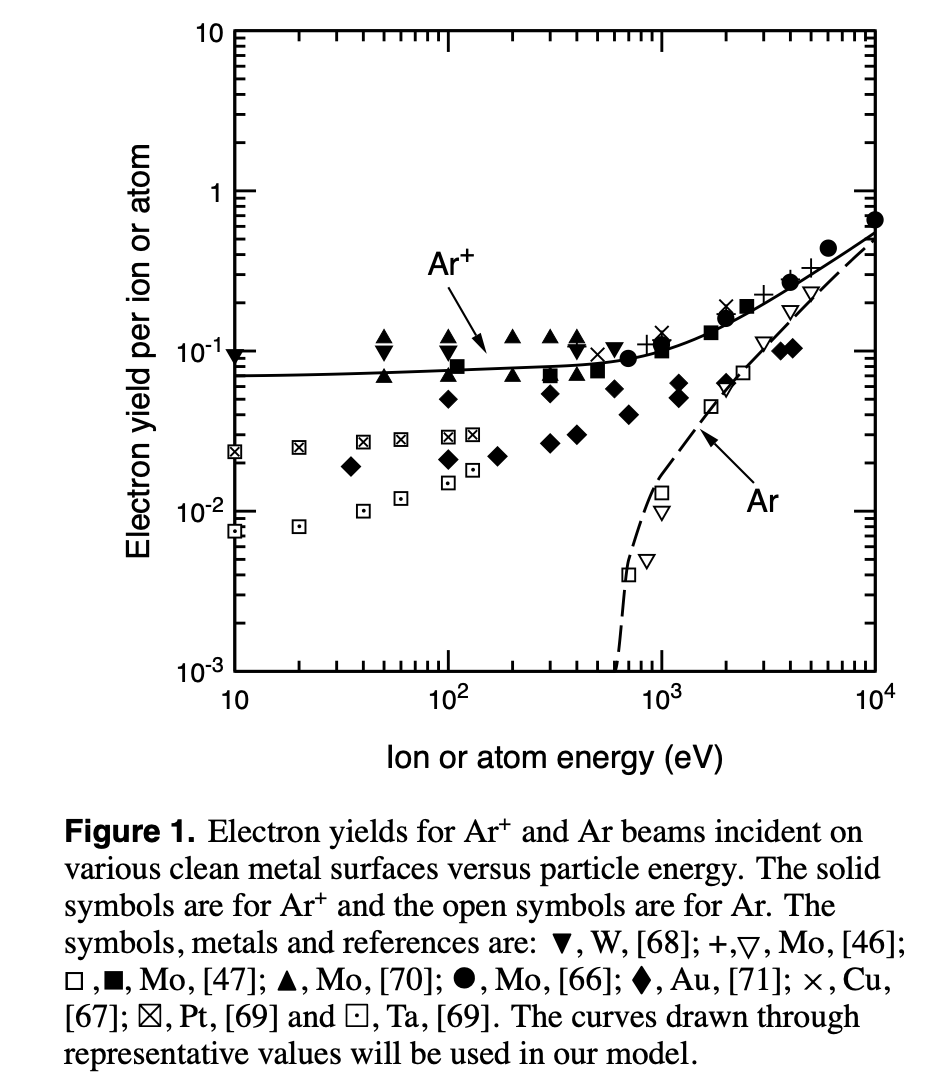 10
1
10⁻¹
10⁻²
10⁻³
Electron yield per ion or atom
Ar⁺
Ar
10
10²
10³
10⁴
Ion or atom energy (eV)
Figure 1. Electron yields for Ar⁺ and Ar beams incident on
various clean metal surfaces versus particle energy. The solid
symbols are for Ar⁺ and the open symbols are for Ar. The
symbols, metals and references are: ▼, W, [68]; +,▽, Mo, [46];
□,■, Mo, [47]; ▲, Mo, [70]; ●, Mo, [66]; ◆, Au, [71]; ×, Cu,
[67]; ⊠, Pt, [69] and ⊡, Ta, [69]. The curves drawn through
representative values will be used in our model.